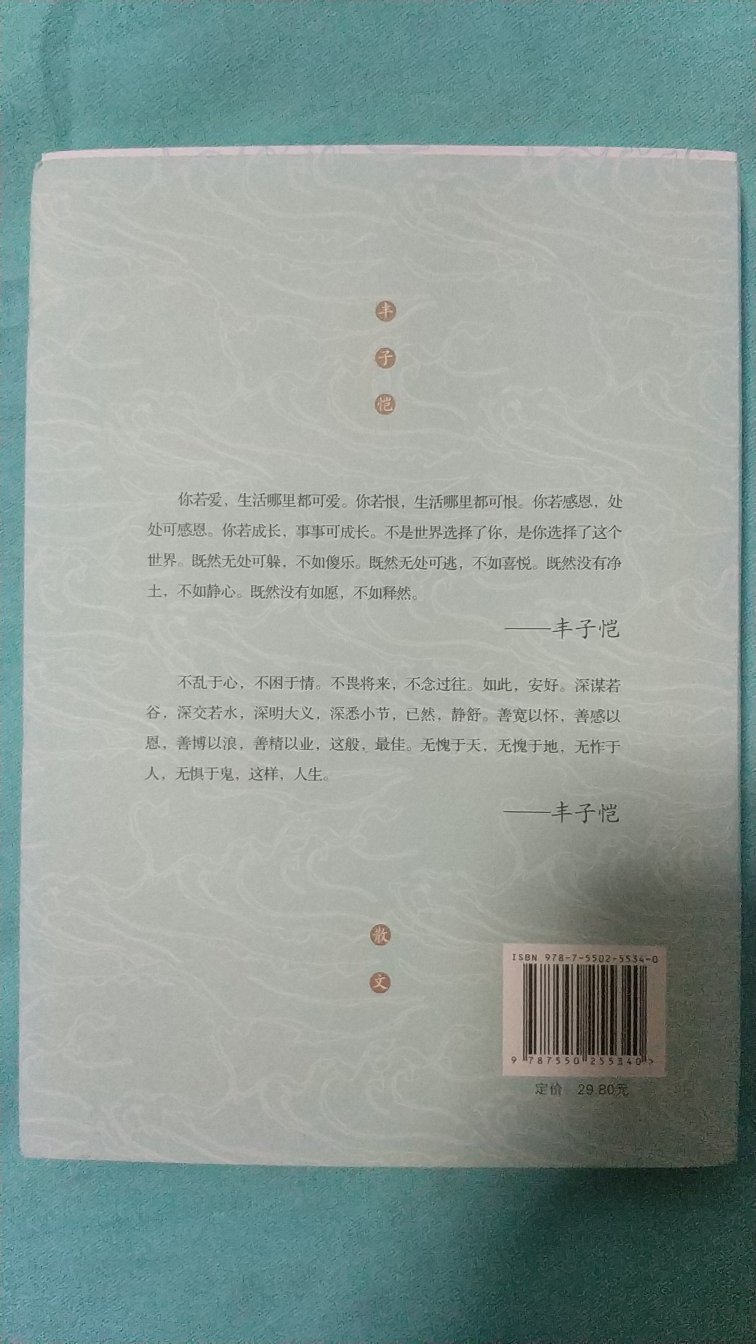 丰
子
恺
你若爱，生活哪里都可爱。你若恨，生活哪里都可恨。你若感恩，处
处可感恩。你若成长，事事可成长。不是世界选择了你，是你选择了这个
世界。既然无处可躲，不如傻乐。既然无处可逃，不如喜悦。既然没有净
土，不如静心。既然没有如愿，不如释然。
——丰子恺
不乱于心，不困于情。不畏将来，不念过往。如此，安好。深谋若
谷，深交若水，深明大义，深悉小节，已然，静舒。善宽以怀，善感以
恩，善博以浪，善精以业，这般，最佳。无愧于天，无愧于地，无怍于
人，无惧于鬼，这样，人生。
——丰子恺
散
文
ISBN 978-7-5502-5534-0
9 787550 255340 >
定价 29.80元